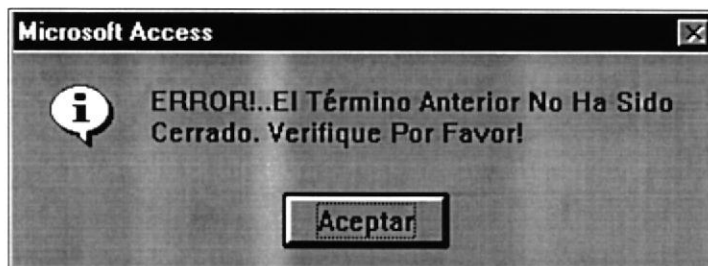 Microsoft Access
ERROR!..El Término Anterior No Ha Sido
Cerrado. Verifique Por Favor!
Aceptar